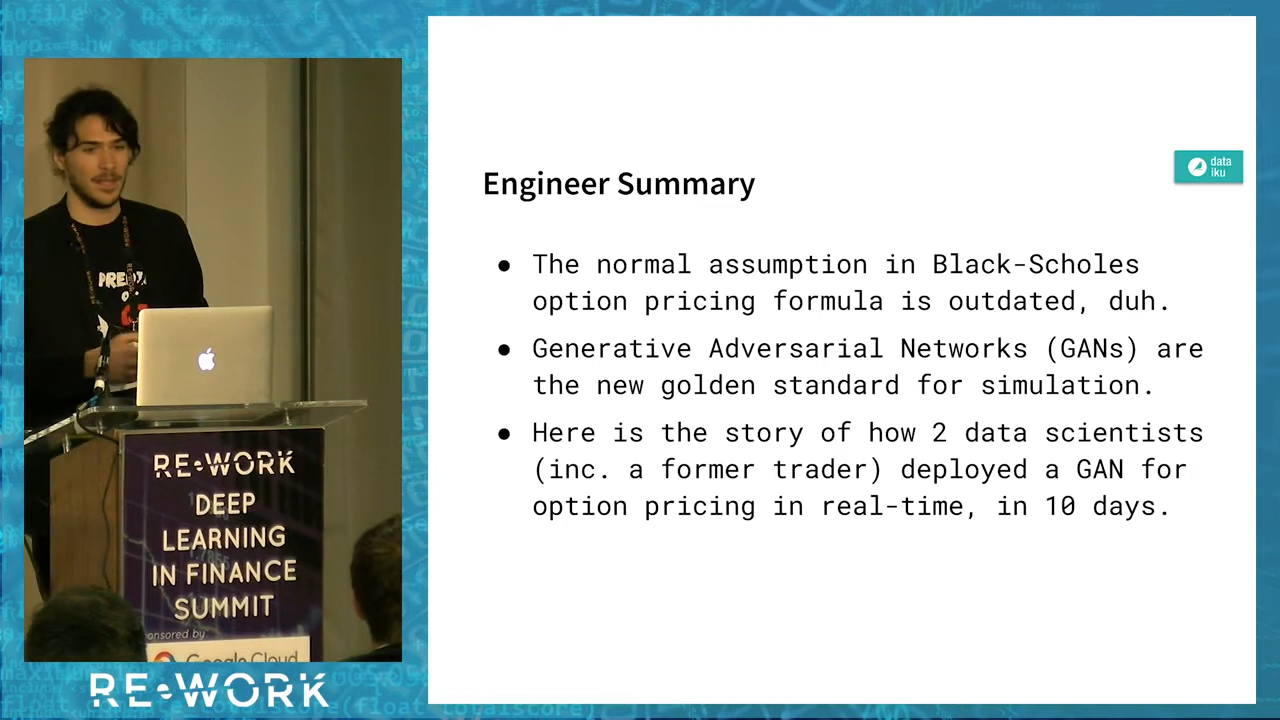 Engineer Summary
data
iku
● The normal assumption in Black-Scholes
option pricing formula is outdated, duh.
● Generative Adversarial Networks (GANs) are
the new golden standard for simulation.
● Here is the story of how 2 data scientists
(inc. a former trader) deployed a GAN for
option pricing in real-time, in 10 days.
RE•WORK
DEEP
LEARNING
IN FINANCE
SUMMIT
Google Cloud
RE•WORK